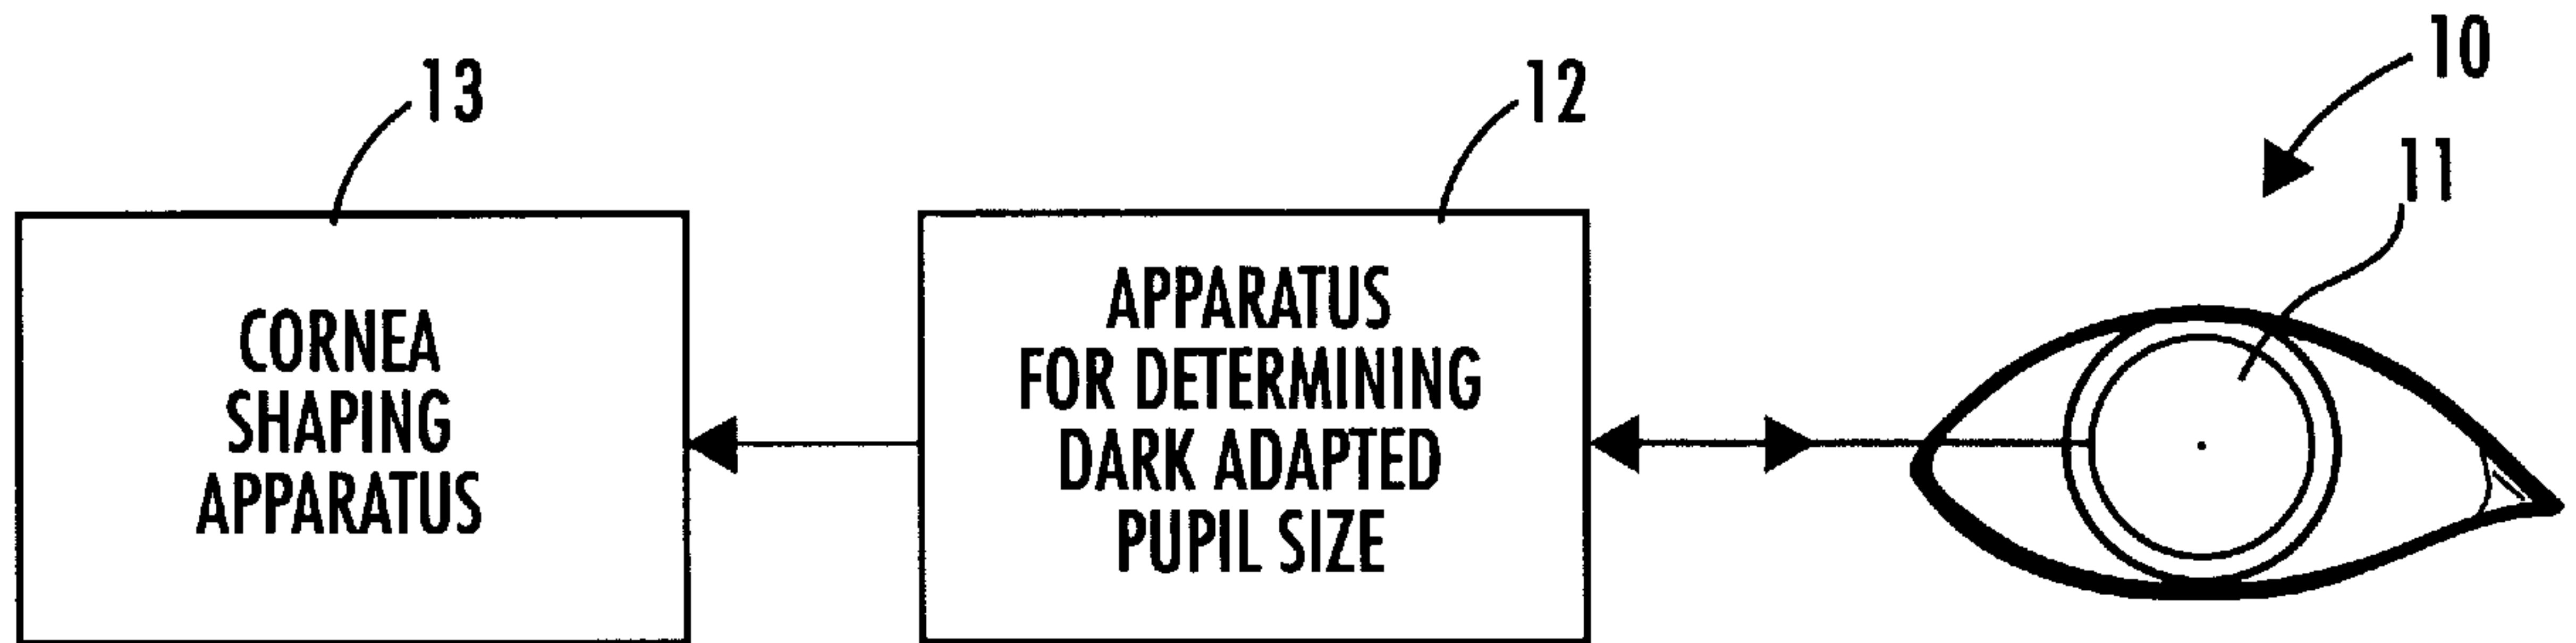 13
12
10
11
CORNEA
SHAPING
APPARATUS
APPARATUS
FOR DETERMINING
DARK ADAPTED
PUPIL SIZE